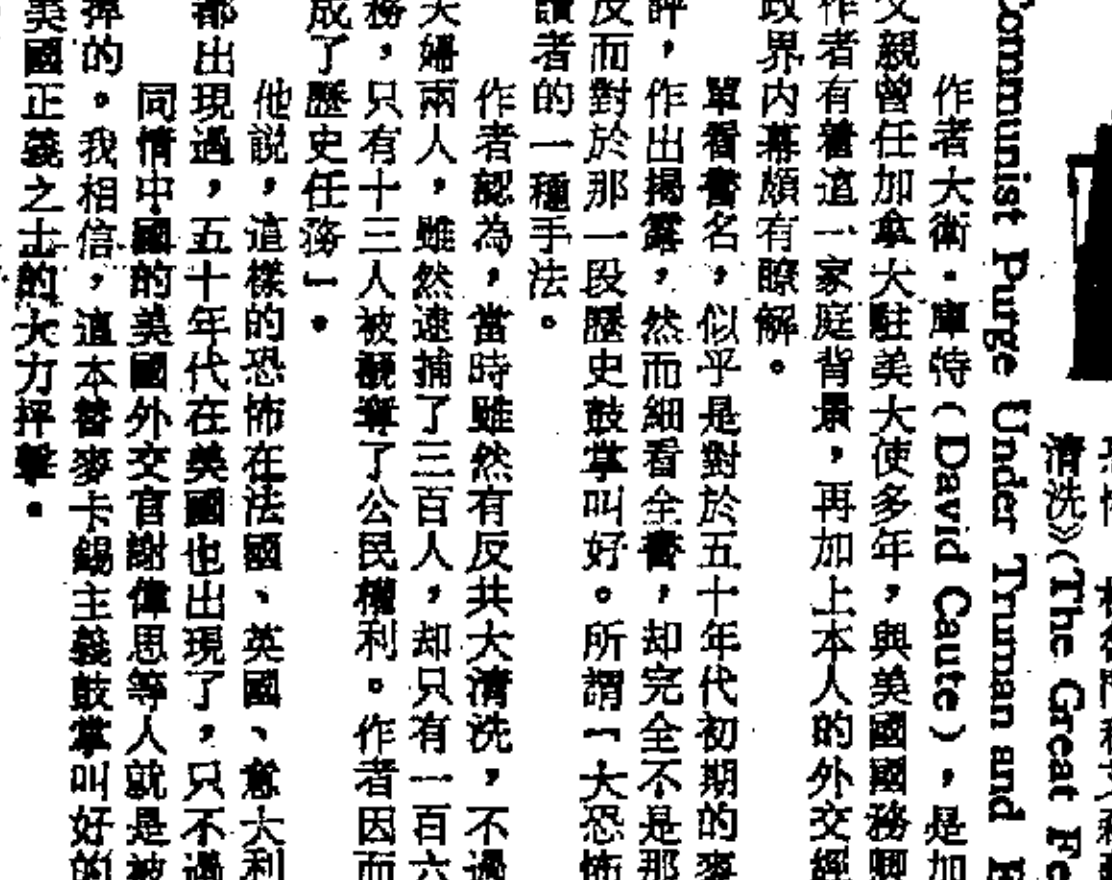 清洗》(The Great Fe
Communist Purge Under Truman and E
作者大衛·庫特(David Caute),是加
父親曾任加拿大駐美大使多年,與美國國務卿
作者有着這一家庭背景,再加上本人的外交經
政界內幕頗有瞭解。
單看書名,似乎是對於五十年代初期的麥
評,作出揭露,然而細看全書,却完全不是那
反而對於那一段歷史鼓掌叫好。所謂「大恐怖
讀者的一種手法。
作者認為,當時雖然有反共大清洗,不過
夫婦兩人,雖然逮捕了三百人,却只有一百六
務,只有十三人被褫奪了公民權利。作者因而
成了歷史任務」。
他說,這樣的恐怖在法國、英國、意大利
都出現過,五十年代在美國也出現了,只不過
同情中國的美國外交官謝偉思等人就是被
掉的。我相信,這本替麥卡錫主義鼓掌叫好的
美國正義之士的大力抨擊。